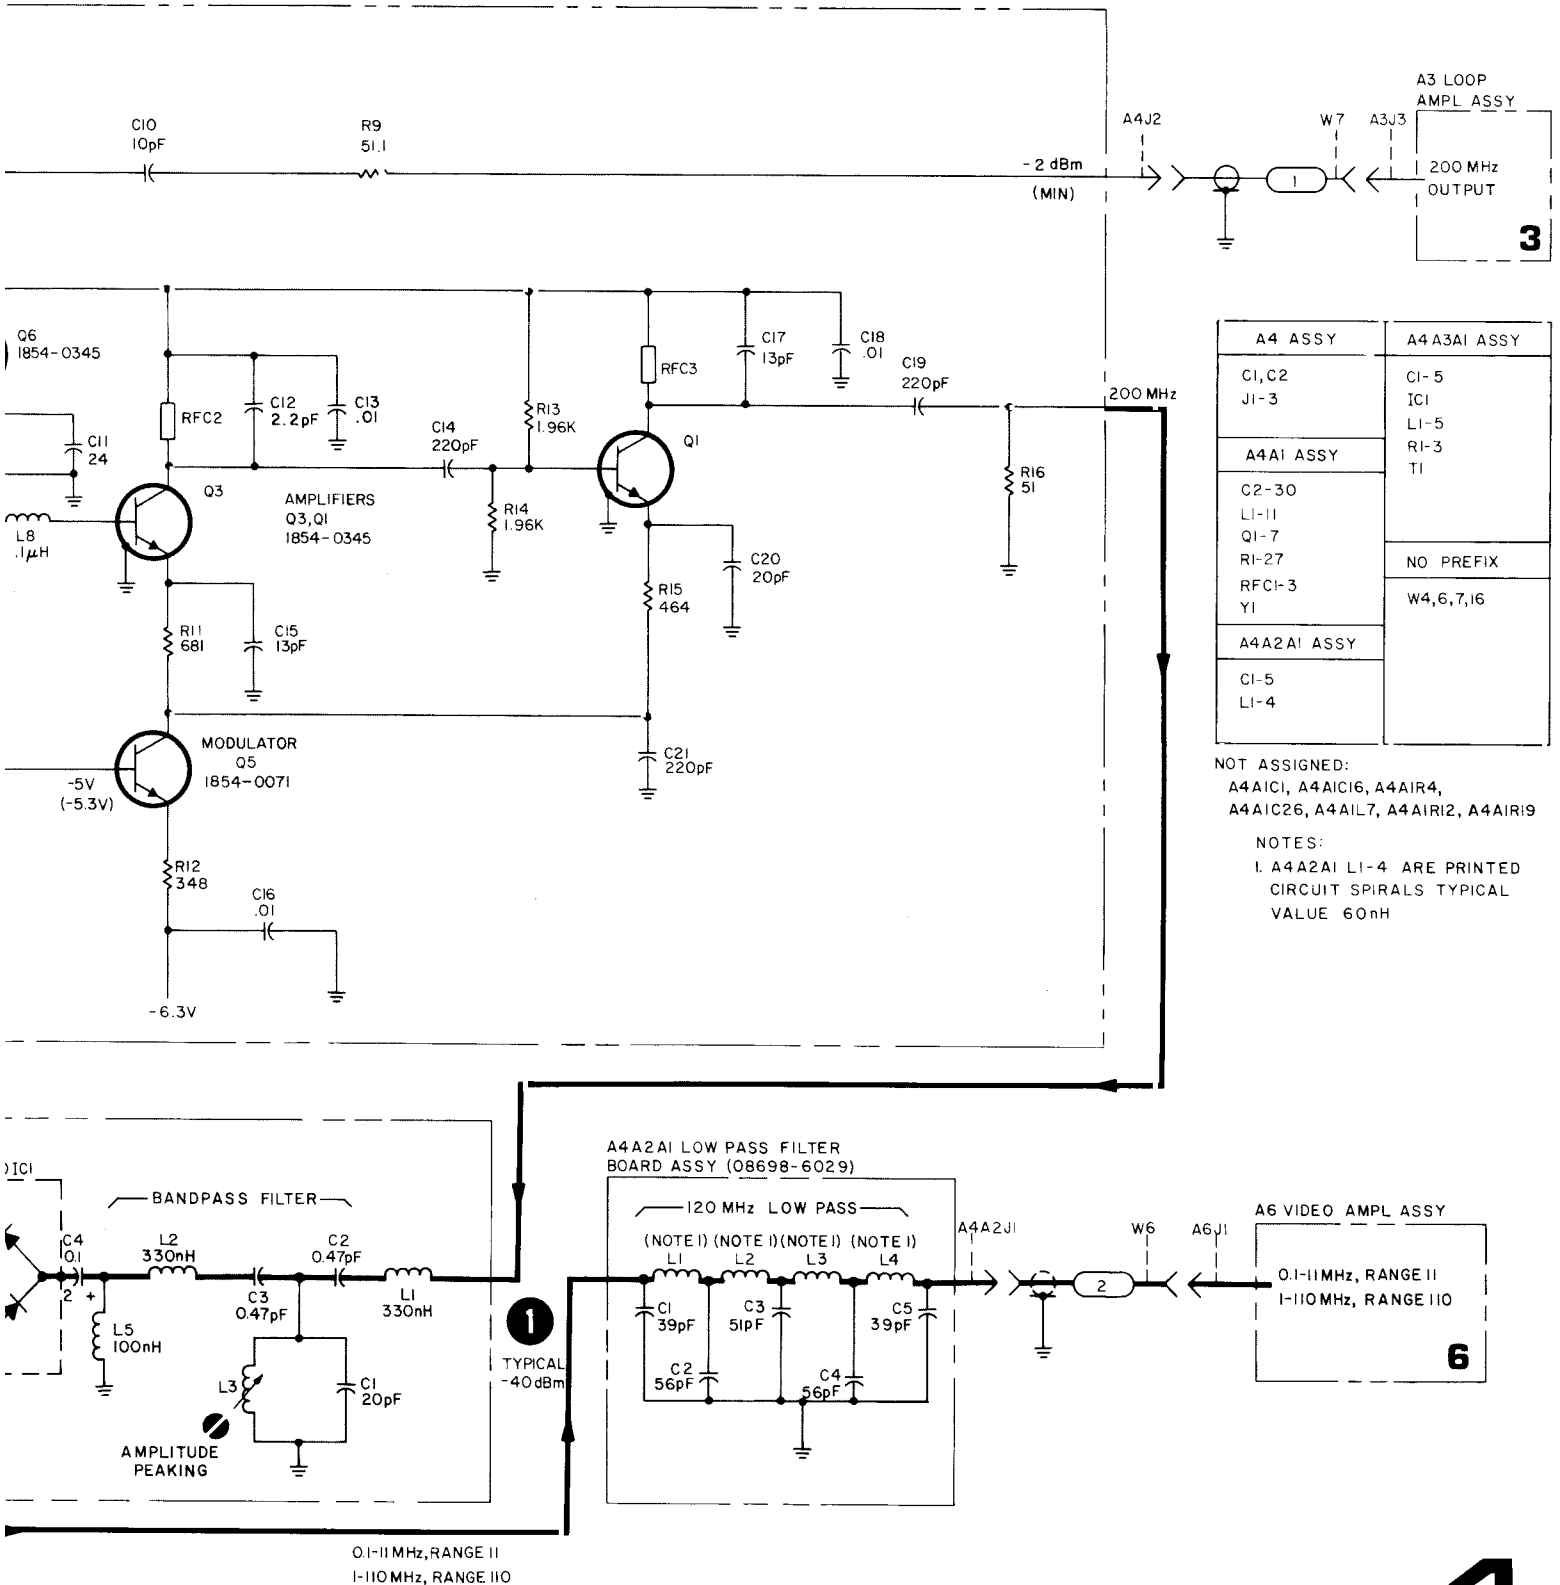 A3 LOOP
AMPL ASSY
C10
10pF
R9
51.1
A4J2
W7
A3J3
-2 dBm
(MIN)
1
200 MHz
OUTPUT
3
Q6
1854-0345
C11
24
RFC2
C12
2.2pF
C13
.01
C14
220pF
R13
1.96K
RFC3
C17
13pF
C18
.01
C19
220pF
200 MHz
Q3
Q1
AMPLIFIERS
Q3,Q1
1854-0345
R14
1.96K
R16
51
L8
.1µH
C20
20pF
R15
464
R11
681
C15
13pF
MODULATOR
Q5
1854-0071
-5V
(-5.3V)
C21
220pF
R12
348
C16
.01
-6.3V
A4 ASSY
C1,C2
J1-3
A4A1 ASSY
C2-30
L1-11
Q1-7
R1-27
RFC1-3
Y1
A4A2A1 ASSY
C1-5
L1-4
A4A3A1 ASSY
C1-5
IC1
L1-5
R1-3
T1
NO PREFIX
W4,6,7,16
NOT ASSIGNED:
A4A1C1, A4A1C16, A4A1R4,
A4A1C26, A4A1L7, A4A1R12, A4A1R19
NOTES:
1. A4A2A1 L1-4 ARE PRINTED
CIRCUIT SPIRALS TYPICAL
VALUE 60nH
IC1
BANDPASS FILTER
C4
0.1
2 +
L2
330nH
C2
0.47pF
C3
0.47pF
L1
330nH
L5
100nH
L3
C1
20pF
AMPLITUDE
PEAKING
1
TYPICAL
-40dBm
A4A2A1 LOW PASS FILTER
BOARD ASSY (08698-6029)
120 MHz LOW PASS
(NOTE 1) (NOTE 1) (NOTE 1) (NOTE 1)
L1 L2 L3 L4
C1
39pF
C2
56pF
C3
51pF
C4
56pF
C5
39pF
A4A2J1
W6
A6J1
2
A6 VIDEO AMPL ASSY
0.1-11MHz, RANGE 11
1-110MHz, RANGE 110
6
0.1-11MHz, RANGE 11
1-110MHz, RANGE 110
4